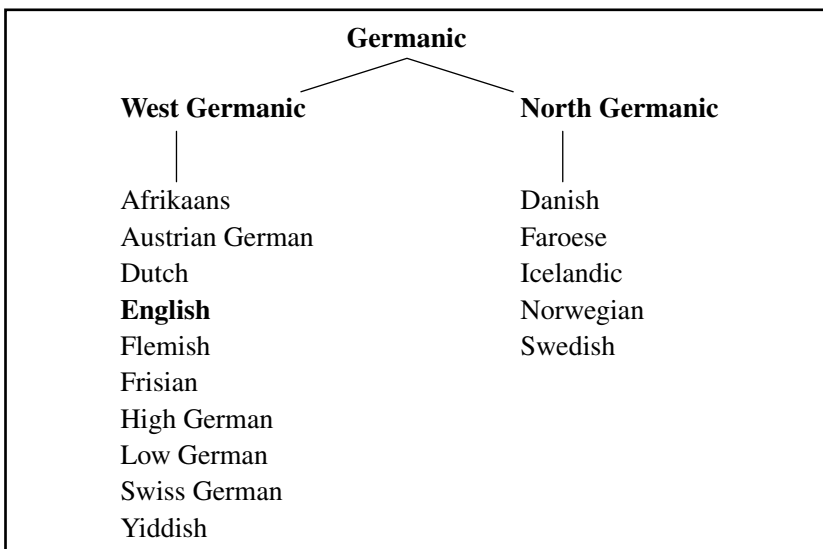 Germanic
West Germanic
North Germanic
Afrikaans
Austrian German
Dutch
English
Flemish
Frisian
High German
Low German
Swiss German
Yiddish
Danish
Faroese
Icelandic
Norwegian
Swedish